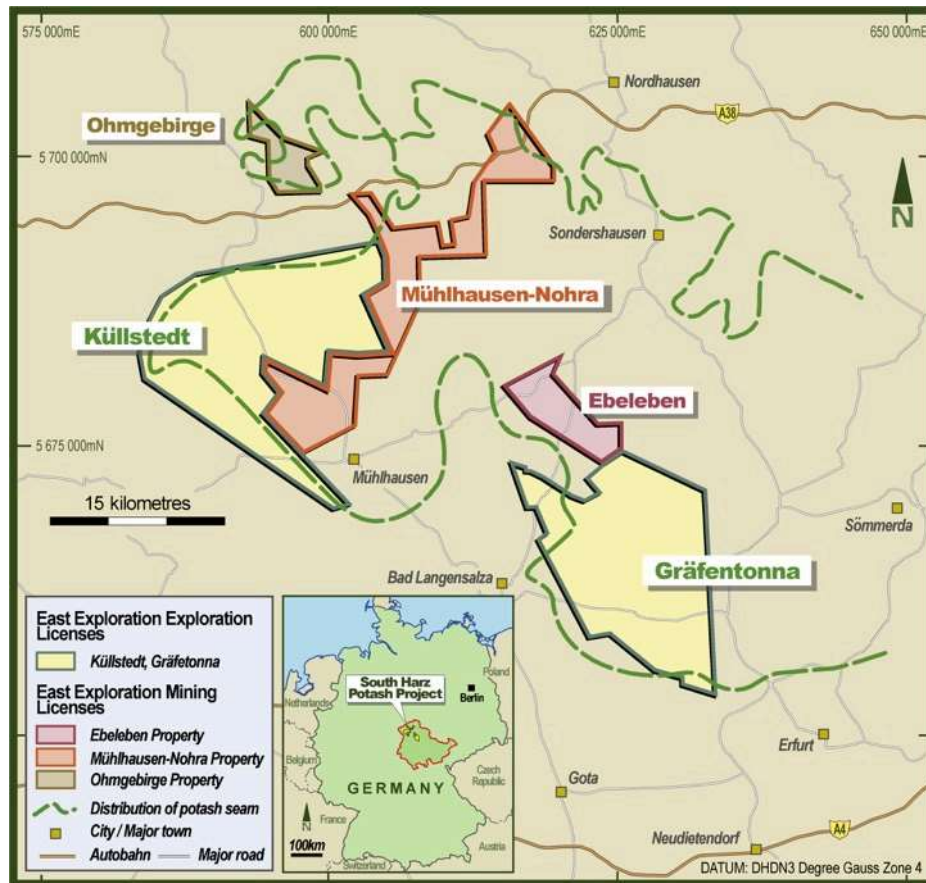 575 000mE
600 000mE
625 000mE
650 000mE
Nordhausen
A38
Ohmgebirge
5 700 000mN
N
Sondershausen
Mühlhausen-Nohra
Küllstedt
Ebeleben
5 675 000mN
Mühlhausen
15 kilometres
Sömmerda
Gräfentonna
Bad Langensalza
East Exploration Exploration
Licenses
Küllstedt, Gräfetonna
East Exploration Mining
Licenses
Ebeleben Property
Mühlhausen-Nohra Property
Ohmgebirge Property
Distribution of potash seam
City / Major town
Autobahn
Major road
South Harz
Potash Project
Poland
Berlin
Netherlands
Belgium
GERMANY
Czech
Republic
France
N
100km
Switzerland
Austria
Erfurt
Gota
Neudietendorf
A4
DATUM: DHDN3 Degree Gauss Zone 4